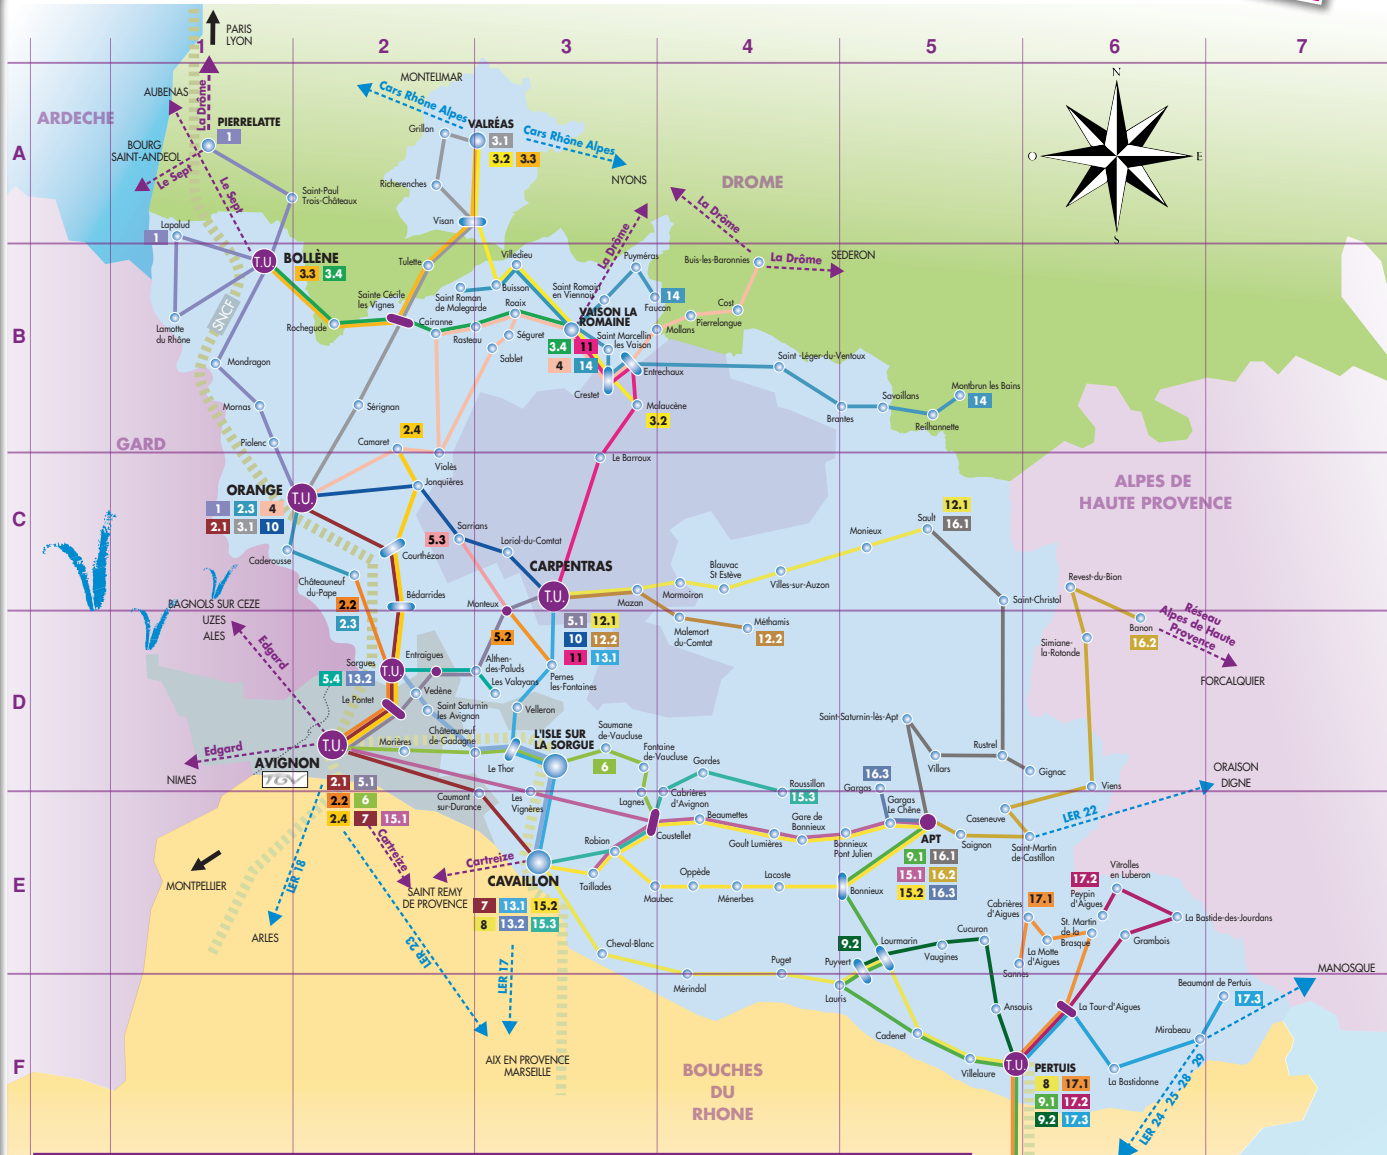 PARIS
LYON
1
2
3
4
5
6
7
A
B
C
D
E
F
N
O
E
S
ARDECHE
AUBENAS
La Drôme
PIERRELATTE
1
BOURG
SAINT-ANDEOL
Le Sept
Le Sept
MONTELIMAR
Cars Rhône Alpes
Grillon
VALRÉAS
3.1
3.2
3.3
Cars Rhône Alpes
NYONS
Richerenches
Visan
DROME
La Drôme
La Drôme
La Drôme
SEDERON
Saint-Paul
Trois-Châteaux
Lapalud
1
BOLLÈNE
T.U.
3.3
3.4
Tulette
Villedieu
Buisson
Puyméras
Buis-les-Baronnies
Saint Romain
en Viennois
Faucon
14
Saint Roman
de Malegarde
Sainte Cécile
les Vignes
Rochegude
Cairanne
Roaix
Rasteau
Séguret
Sablet
VAISON LA
ROMAINE
3.4
11
4
14
Saint Marcellin
les Vaison
Mollans
Pierrelongue
Cost
Entrechaux
Crestet
Malaucène
3.2
Saint -Léger-du-Ventoux
Brantes
Savoillans
Reilhannette
Montbrun les Bains
14
Lamotte
du Rhône
SNCF
Mondragon
Mornas
Piolenc
Sérignan
Camaret
2.4
Violès
Le Barroux
GARD
ORANGE
T.U.
1
2.3
4
2.1
3.1
10
Jonquières
Sarrians
5.3
Loriol-du-Comtat
CARPENTRAS
T.U.
5.1
12.1
10
12.2
11
13.1
Caderousse
Courthézon
Châteauneuf
du-Pape
2.2
2.3
Bédarrides
Monteux
5.2
Mazan
Mormoiron
Blauvac
St Estève
Villes-sur-Auzon
Monieux
Sault
12.1
16.1
Malemort
du-Comtat
Méthamis
12.2
ALPES DE
HAUTE PROVENCE
Saint-Christol
Revest-du-Bion
Banon
16.2
Simiane-
la-Rotonde
Réseau
Alpes de Haute
Provence
FORCALQUIER
BAGNOLS SUR CEZE
UZES
ALES
Edgard
Edgard
NIMES
Sorgues
T.U.
5.4
13.2
Entraigues
Althen-
des-Paluds
Les Valayans
Pernes
les-Fontaines
Vedène
Le Pontet
Saint Saturnin
les Avignon
Châteauneuf
de-Gadagne
Velleron
T.U.
AVIGNON
TGV
2.1
5.1
2.2
6
2.4
7
15.1
Morières
Le Thor
L'ISLE SUR
LA SORGUE
6
Saumane
de-Vaucluse
Fontaine
de-Vaucluse
Gordes
Roussillon
15.3
Lagnes
Cabrières
d'Avignon
Caumont
sur-Durance
Les
Vignères
Coustellet
Beaumettes
Goult Lumières
Gare de
Bonnieux
Bonnieux
Pont Julien
Saint-Saturnin-lès-Apt
Villars
Rustrel
Gignac
16.3
Gargas
Gargas
Le Chêne
APT
9.1
16.1
15.1
16.2
15.2
16.3
Saignon
Caseneuve
Saint-Martin
de-Castillon
Viens
LER 22
ORAISON
DIGNE
Cartreize
Cartreize
MONTPELLIER
LER 18
ARLES
SAINT REMY
DE PROVENCE
CAVAILLON
7
13.1
15.2
8
13.2
15.3
LER 23
LER 17
AIX EN PROVENCE
MARSEILLE
Robion
Taillades
Maubec
Oppède
Ménerbes
Lacoste
Bonnieux
Cheval-Blanc
Mérindol
Puget
Lauris
Puyvert
9.2
Lourmarin
Vaugines
Cucuron
Ansouis
Cadenet
Villelaure
T.U.
PERTUIS
8
17.1
9.1
17.2
9.2
17.3
17.1
Cabrières
d'Aigues
La Motte
d'Aigues
Sannes
St. Martin
de la
Brasque
17.2
Peypin
d'Aigues
Vitrolles
en Luberon
La Bastide-des-Jourdans
Grambois
La Tour-d'Aigues
Beaumont de Pertuis
17.3
Mirabeau
La Bastidonne
MANOSQUE
LER 24 - 25 - 28 - 29
BOUCHES
DU
RHONE